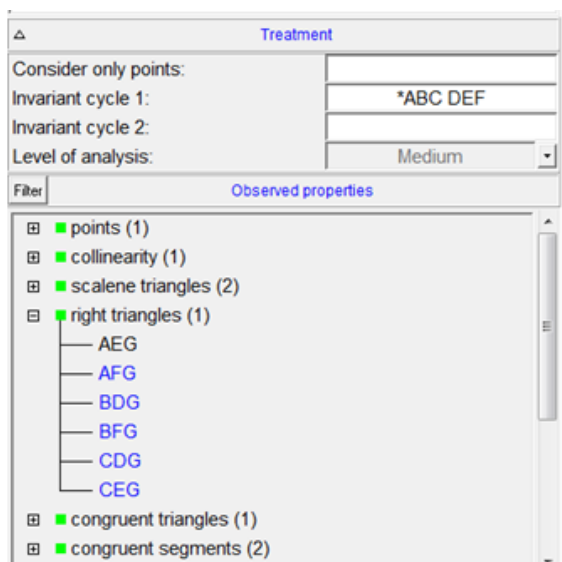 Treatment
Consider only points:
Invariant cycle 1: *ABC DEF
Invariant cycle 2:
Level of analysis: Medium
Filter Observed properties
points (1)
collinearity (1)
scalene triangles (2)
right triangles (1)
AEG
AFG
BDG
BFG
CDG
CEG
congruent triangles (1)
congruent segments (2)